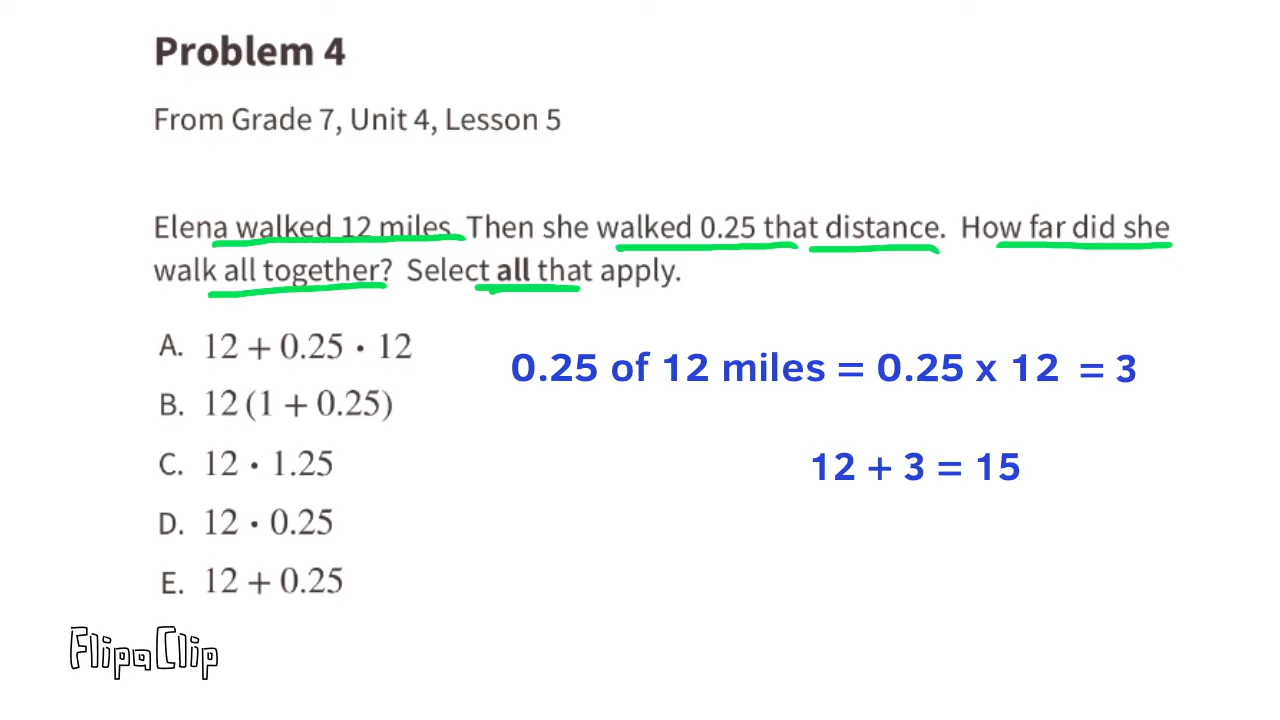 Problem 4
From Grade 7, Unit 4, Lesson 5
Elena walked 12 miles. Then she walked 0.25 that distance. How far did she
walk all together? Select all that apply.
A. 12 + 0.25 · 12
0.25 of 12 miles = 0.25 x 12 = 3
B. 12 (1 + 0.25)
C. 12 · 1.25
12 + 3 = 15
D. 12 · 0.25
E. 12 + 0.25
FlipaClip